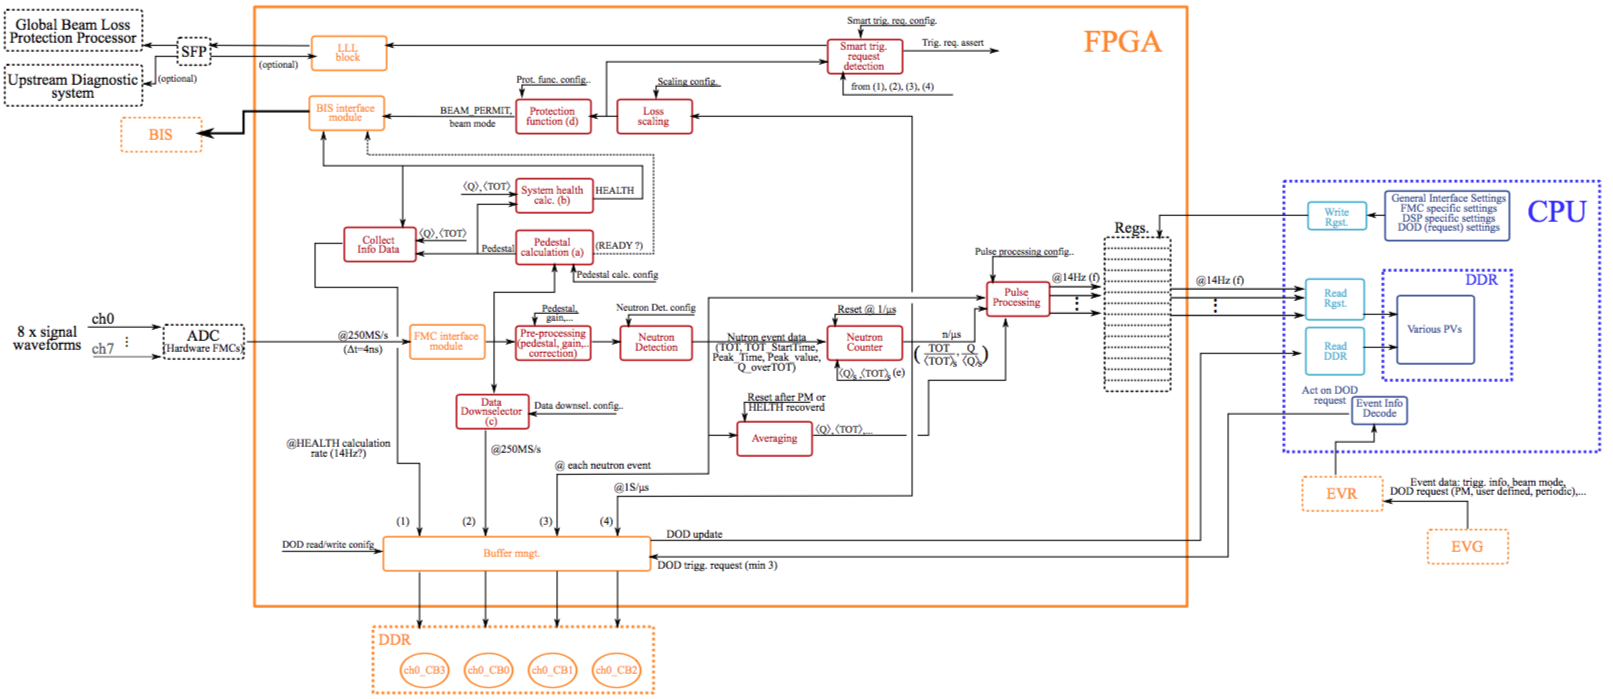 Global Beam Loss
Protection Processor
SFP
(optional)
(optional)
Upstream Diagnostic
system
LLL
block
Smart trig. req. config.
Smart trig.
request
detection
Trig. req. assert
from (1), (2), (3), (4)
FPGA
BIS
BIS interface
module
BEAM_PERMIT,
beam mode
Prot. func. config..
Protection
function (d)
Scaling config.
Loss
scaling
⟨Q⟩,⟨TOT⟩
System health
calc. (b)
HEALTH
Collect
Info Data
⟨Q⟩,⟨TOT⟩
Pedestal
Pedestal
calculation (a)
(READY ?)
Pedestal calc. config
8 x signal
waveforms
ch0
⋮
ch7
ADC
(Hardware FMCs)
@250MS/s
(Δt=4ns)
FMC interface
module
Pedestal,
gain,...
Pre-processing
(pedestal, gain,..
correction)
Neutron Det. config
Neutron
Detection
Nutron event data
(TOT, TOT_StartTime,
Peak_Time, Peak_value,
Q_overTOT)
Reset @ 1/μs
Neutron
Counter
⟨Q⟩s,⟨TOT⟩s (e)
n/μs
(TOT/⟨TOT⟩s, Q/⟨Q⟩s)
Pulse processing config..
Pulse
Processing
@14Hz (f)
⋮
Regs.
@14Hz (f)
⋮
Data
Downselector
(c)
Data downsel. config..
@250MS/s
Reset after PM or
HELTH recoverd
Averaging
⟨Q⟩,⟨TOT⟩,...
@HEALTH calculation
rate (14Hz?)
@ each neutron event
@1S/μs
(1)
(2)
(3)
(4)
DOD read/write conifg
Buffer mngt.
DOD update
DOD trigg. request (min 3)
DDR
ch0_CB3
ch0_CB0
ch0_CB1
ch0_CB2
CPU
Write
Rgst.
General Interface Settings
FMC specific settings
DSP specific settings
DOD (request) settings
Read
Rgst.
Read
DDR
DDR
Various PVs
Act on DOD
request
Event Info
Decode
EVR
Event data: trigg. info, beam mode,
DOD request (PM, user defined, periodic),...
EVG